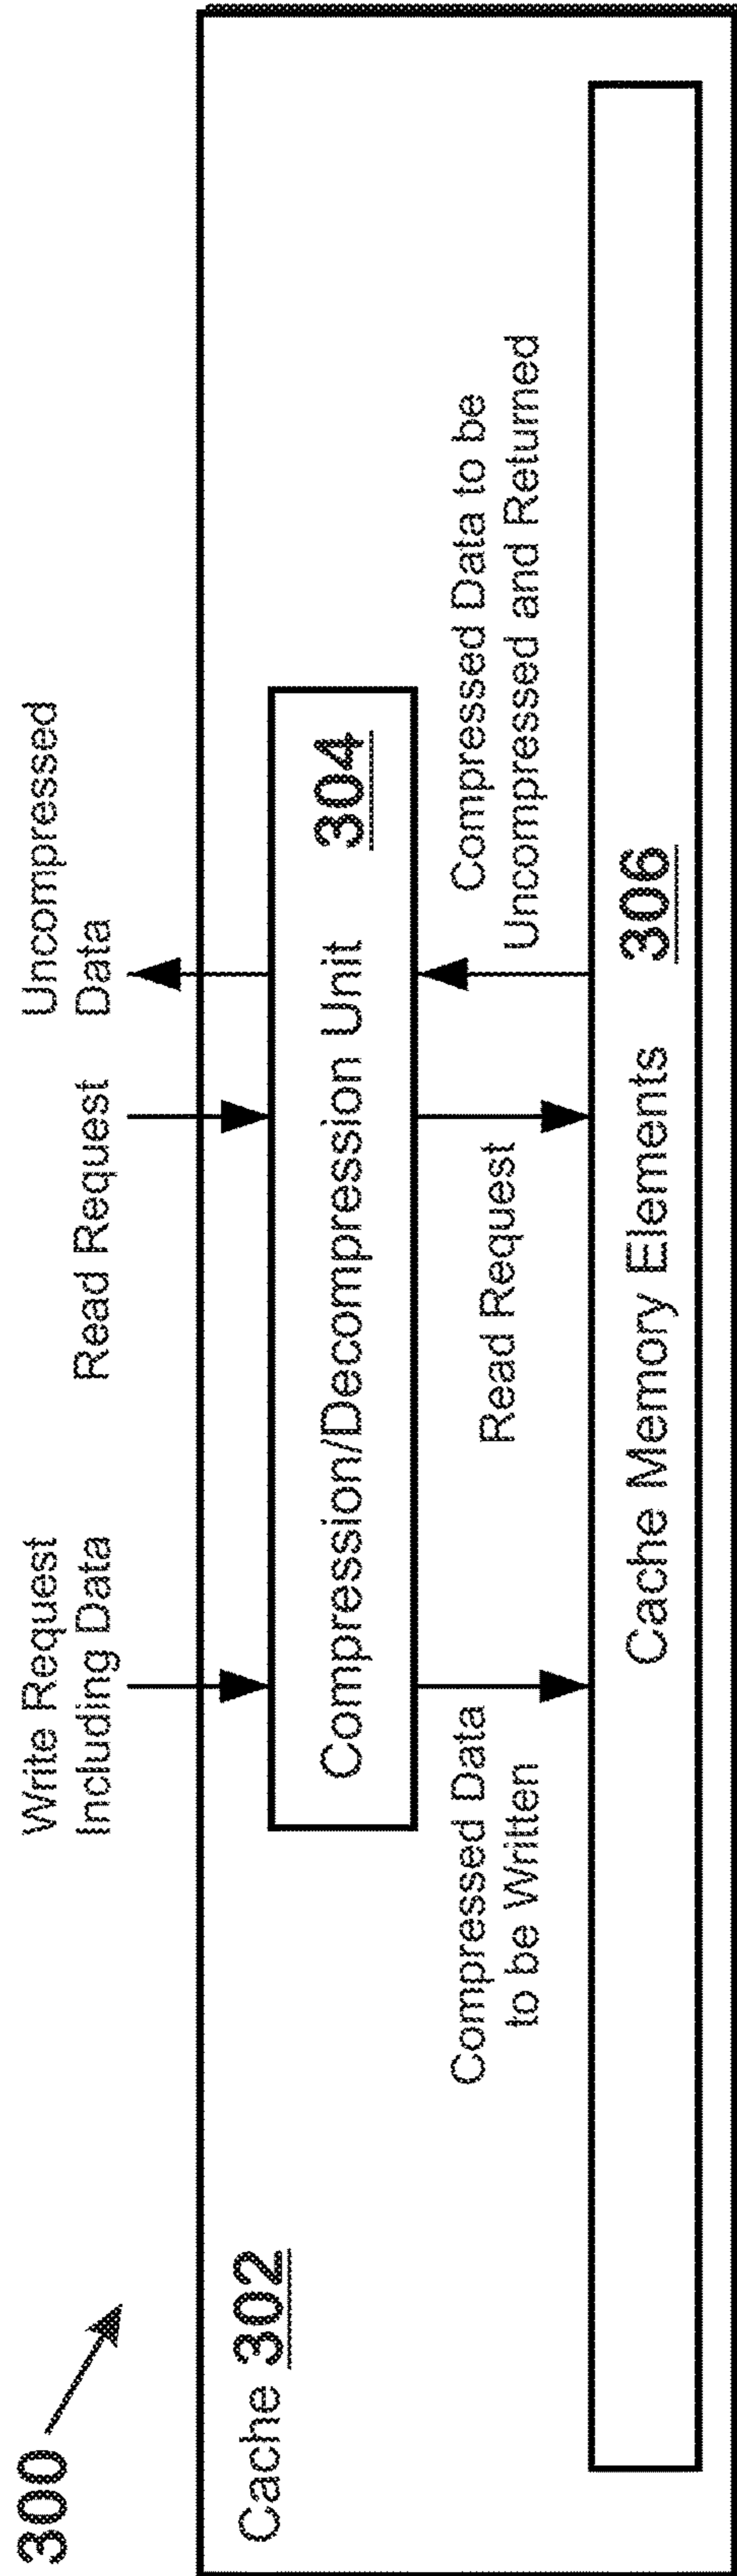 300
Write Request
Including Data
Read Request
Uncompressed
Data
Cache 302
Compression/Decompression Unit 304
Compressed Data
to be Written
Read Request
Compressed Data to be
Uncompressed and Returned
Cache Memory Elements 306